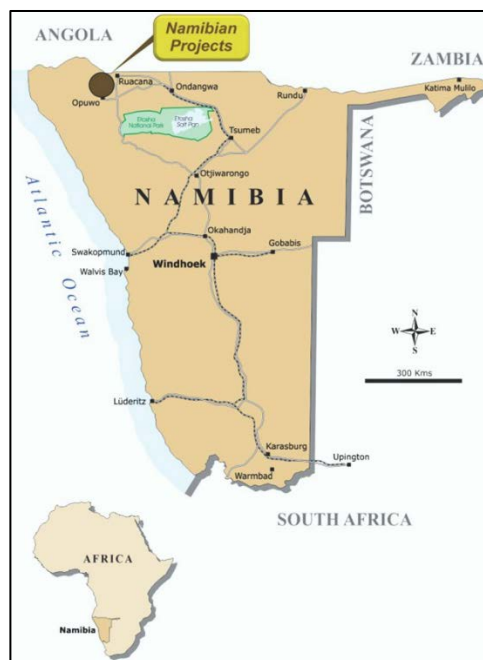 ANGOLA
Namibian
Projects
ZAMBIA
Ruacana
Ondangwa
Rundu
Katima Mulilo
Opuwo
Etosha
National Park
Etosha
Salt Pan
Tsumeb
BOTSWANA
Otjiwarongo
NAMIBIA
Atlantic Ocean
Okahandja
Swakopmund
Gobabis
Walvis Bay
Windhoek
N
W E
S
300 Kms
Lüderitz
Karasburg
Upington
Warmbad
SOUTH AFRICA
AFRICA
Namibia